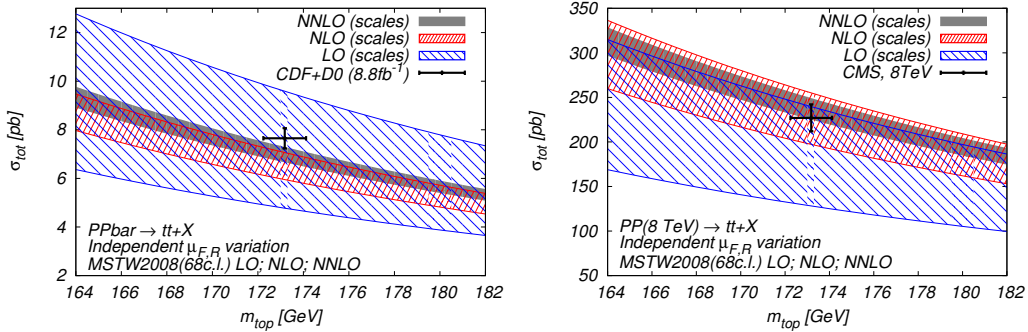 NNLO (scales)
NLO (scales)
LO (scales)
CDF+D0 (8.8fb⁻¹)
12
10
8
6
4
2
σtot [pb]
PPbar → tt+X
Independent μF,R variation
MSTW2008(68c.l.) LO; NLO; NNLO
164 166 168 170 172 174 176 178 180 182
mtop [GeV]
NNLO (scales)
NLO (scales)
LO (scales)
CMS, 8TeV
350
300
250
200
150
100
50
σtot [pb]
PP(8 TeV) → tt+X
Independent μF,R variation
MSTW2008(68c.l.) LO; NLO; NNLO
164 166 168 170 172 174 176 178 180 182
mtop [GeV]